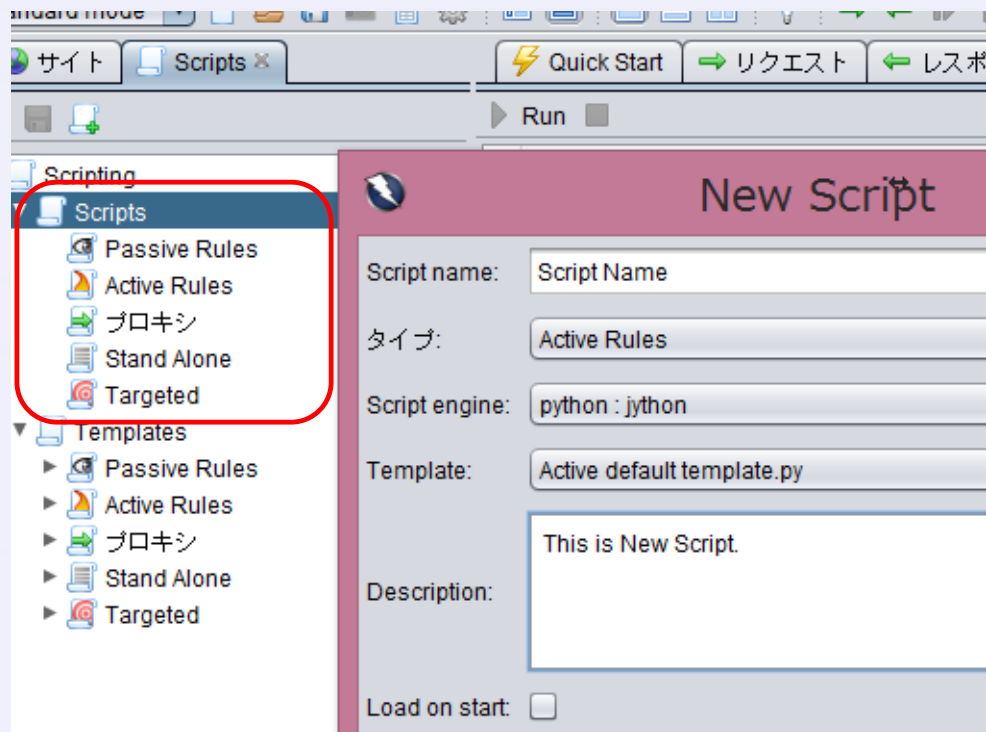 andard mode
サイト
Scripts
Quick Start
リクエスト
レスポ
Run
Scripting
Scripts
Passive Rules
Active Rules
プロキシ
Stand Alone
Targeted
Templates
Passive Rules
Active Rules
プロキシ
Stand Alone
Targeted
New Script
Script name:
Script Name
タイプ:
Active Rules
Script engine:
python : jython
Template:
Active default template.py
Description:
This is New Script.
Load on start: